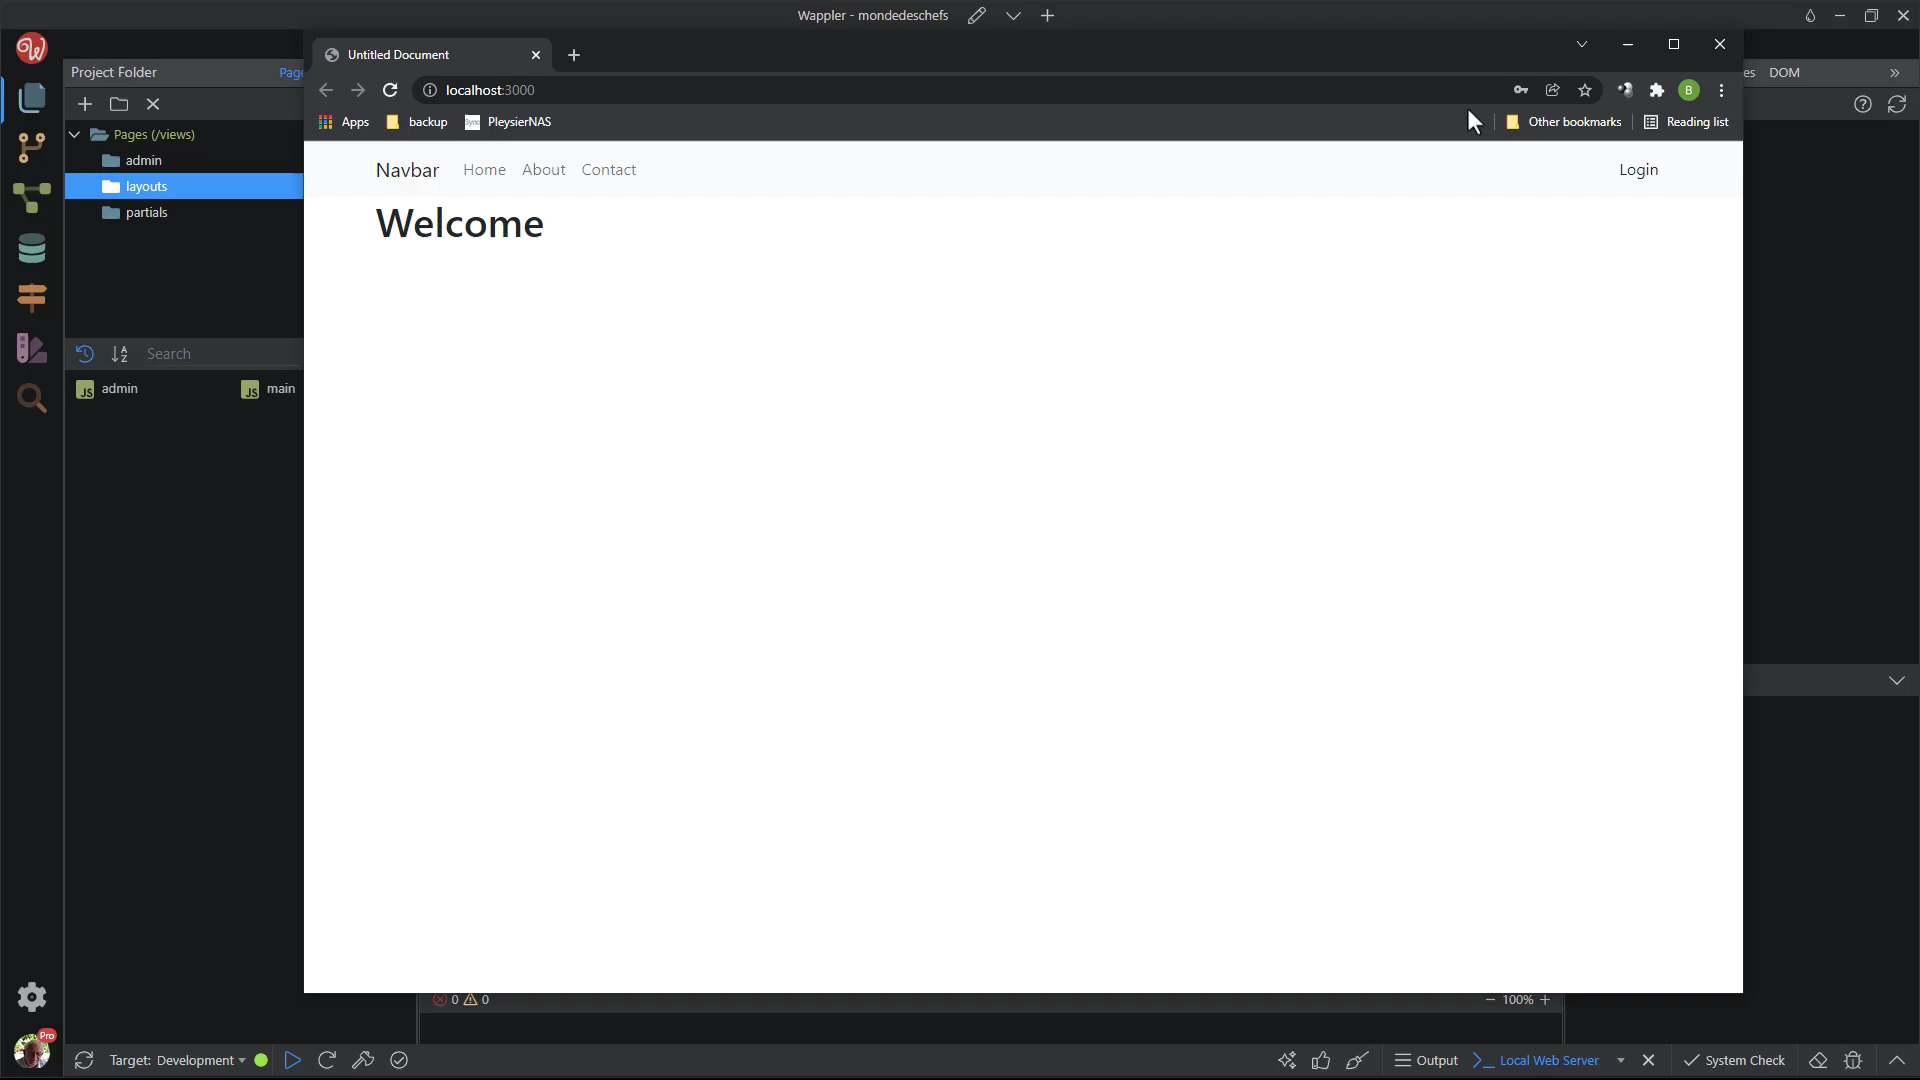 Wappler - mondedeschefs
Project Folder
Page
es DOM
Untitled Document
localhost:3000
B
Apps
backup
PleysierNAS
Other bookmarks
Reading list
Pages (/views)
admin
layouts
partials
Navbar
Home
About
Contact
Login
Welcome
Search
JS admin
JS main
0 0
100%
Pro
Target: Development
Output
Local Web Server
System Check